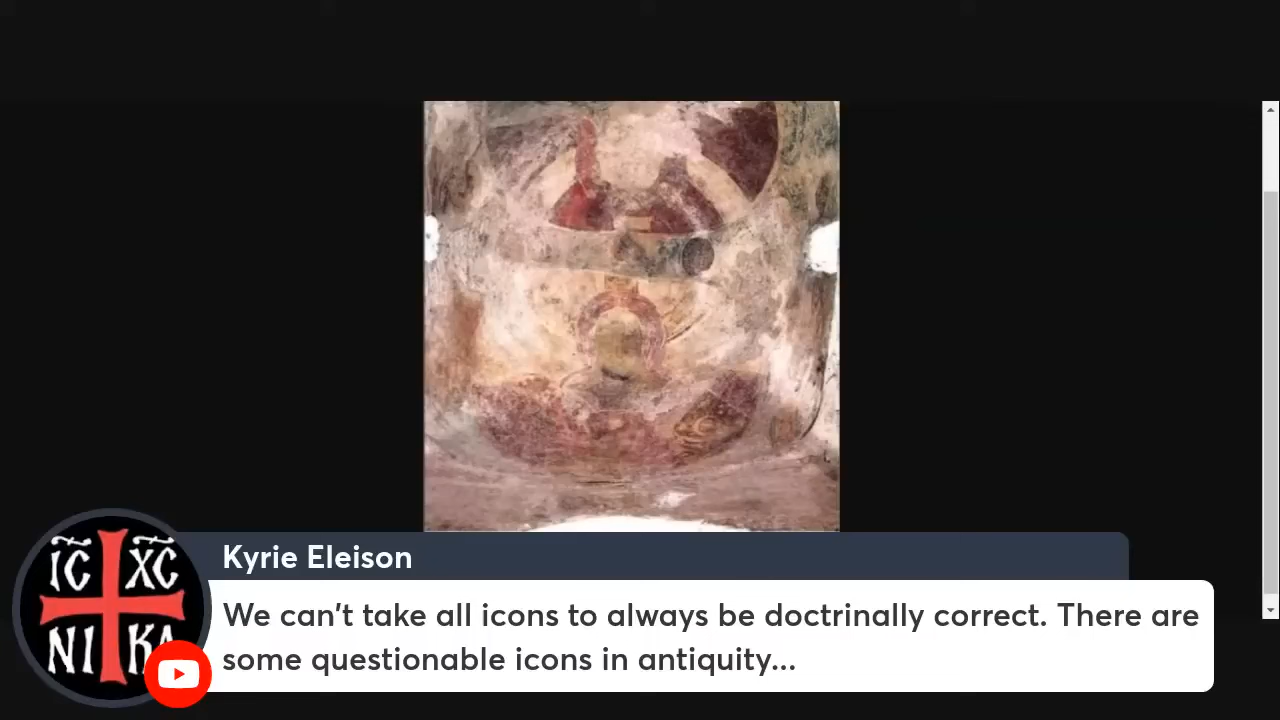 Kyrie Eleison
We can't take all icons to always be doctrinally correct. There are
some questionable icons in antiquity...
IC XC
NI KA